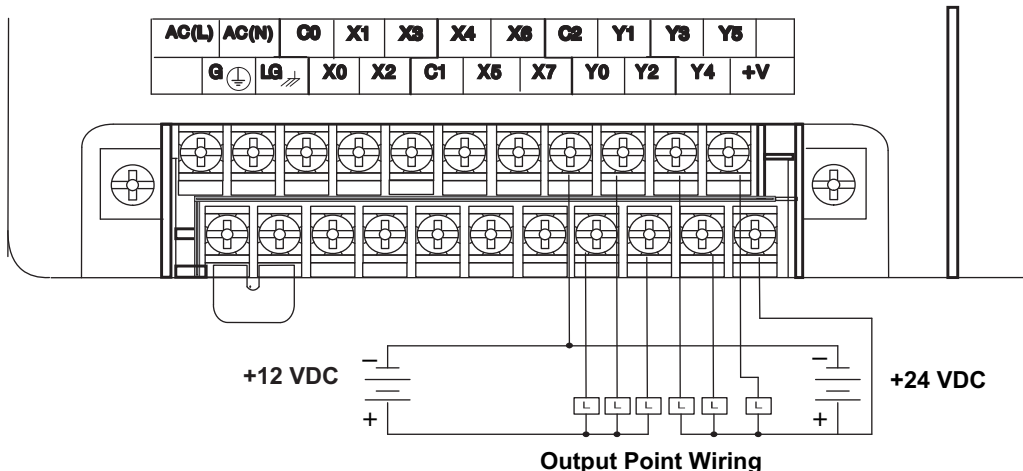 AC(L) AC(N) C0 X1 X3 X4 X6 C2 Y1 Y3 Y5
G LG X0 X2 C1 X5 X7 Y0 Y2 Y4 +V
− −
+12 VDC +24 VDC
L L L L L L
+ +
Output Point Wiring